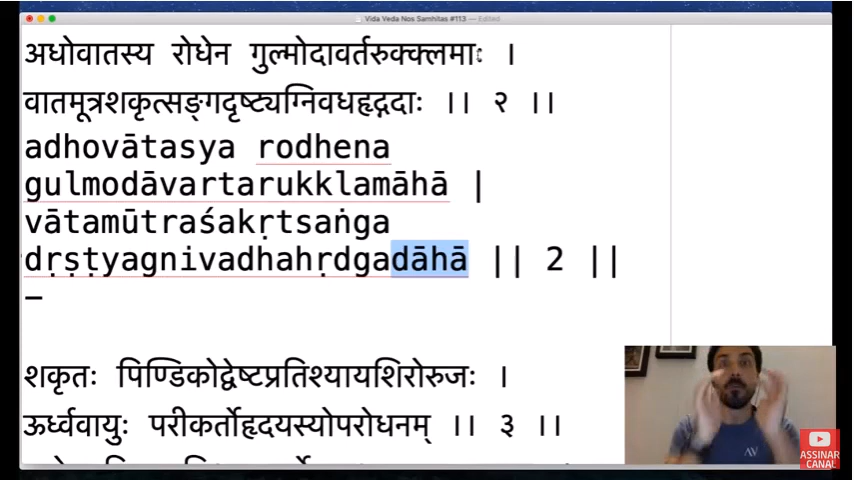 Vida Veda Nos Samhitas #113 — Edited
अधोवातस्य रोधेन गुल्मोदावर्तरुक्क्लमाः ।
वातमूत्रशकृत्सङ्गदृष्ट्यग्निवधहृद्गदाः ।। २ ।।
adhovātasya rodhena
gulmodāvartarukklamāhā |
vātamūtraśakṛtsaṅga
dṛṣṭyagnivadhahṛdgadāhā || 2 ||
–
शकृतः पिण्डिकोद्वेष्टप्रतिश्यायशिरोरुजः ।
ऊर्ध्ववायुः परीकर्तोहृदयस्योपरोधनम् ।। ३ ।।
AV
ASSINAR
CANAL